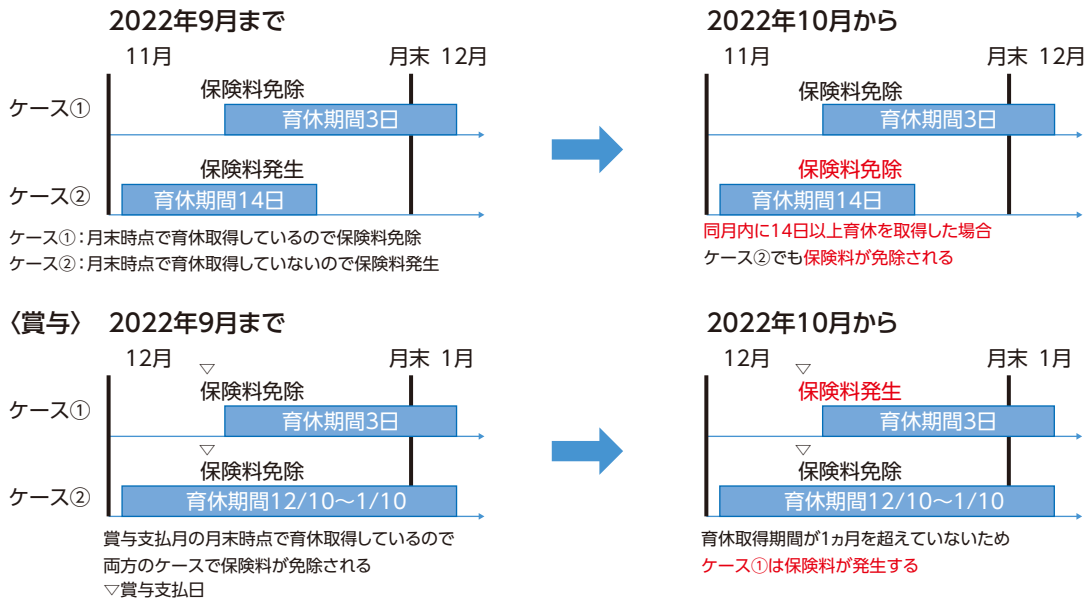 2022年9月まで
11月 月末 12月
ケース① 保険料免除
育休期間3日
ケース② 保険料発生
育休期間14日
ケース①：月末時点で育休取得しているので保険料免除
ケース②：月末時点で育休取得していないので保険料発生
2022年10月から
11月 月末 12月
保険料免除
育休期間3日
保険料免除
育休期間14日
同月内に14日以上育休を取得した場合
ケース②でも保険料が免除される
〈賞与〉 2022年9月まで
12月 月末 1月
▽
ケース① 保険料免除
育休期間3日
▽
保険料免除
ケース② 育休期間12/10～1/10
賞与支払月の月末時点で育休取得しているので
両方のケースで保険料が免除される
▽賞与支払日
2022年10月から
12月 月末 1月
▽
保険料発生
育休期間3日
▽
保険料免除
育休期間12/10～1/10
育休取得期間が1ヵ月を超えていないため
ケース①は保険料が発生する